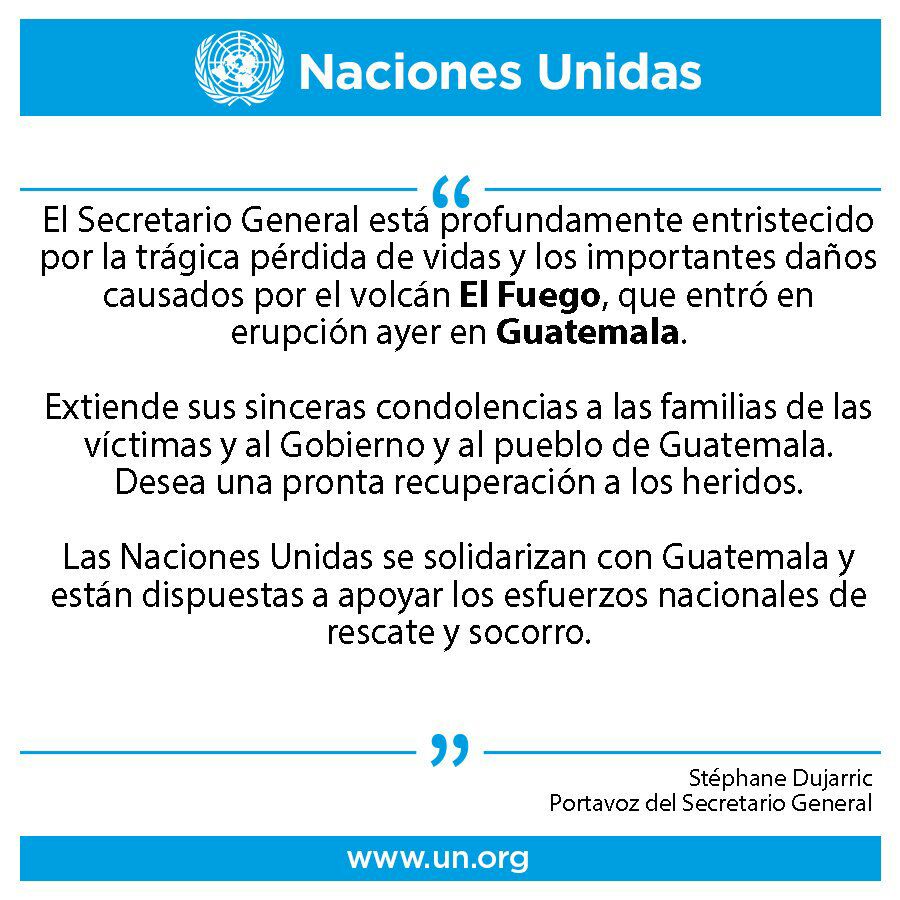 Naciones Unidas
“
El Secretario General está profundamente entristecido
por la trágica pérdida de vidas y los importantes daños
causados por el volcán El Fuego, que entró en
erupción ayer en Guatemala.
Extiende sus sinceras condolencias a las familias de las
víctimas y al Gobierno y al pueblo de Guatemala.
Desea una pronta recuperación a los heridos.
Las Naciones Unidas se solidarizan con Guatemala y
están dispuestas a apoyar los esfuerzos nacionales de
rescate y socorro.
”
Stéphane Dujarric
Portavoz del Secretario General
www.un.org